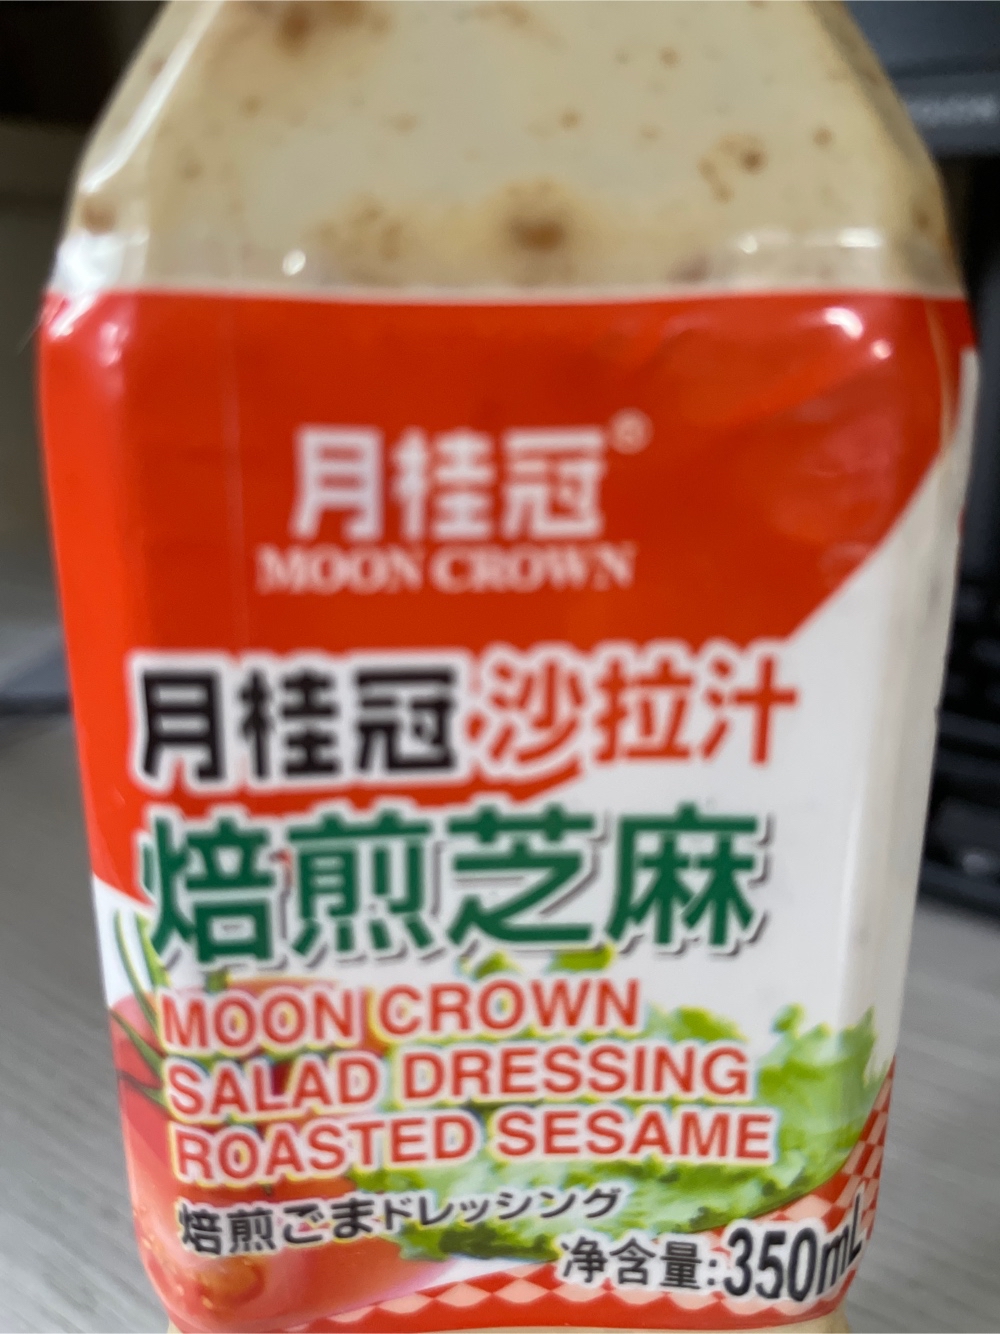 月桂冠®
MOON CROWN
月桂冠·沙拉汁
焙煎芝麻
MOON CROWN
SALAD DRESSING
ROASTED SESAME
焙煎ごまドレッシング
净含量:350mL